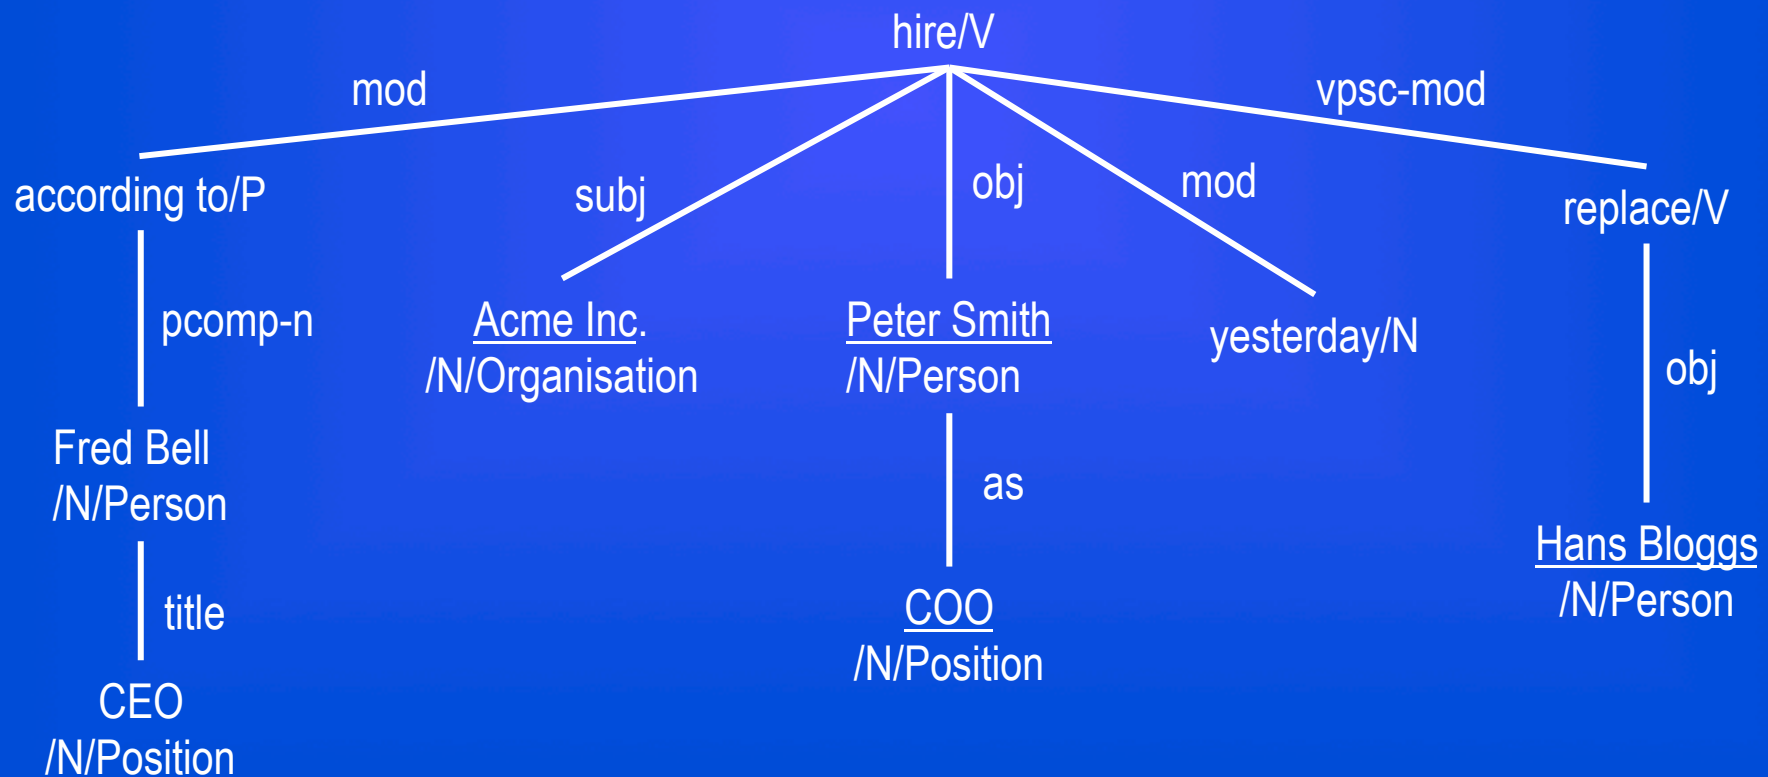 hire/V
mod
vpsc-mod
according to/P
subj
obj
mod
replace/V
pcomp-n
Acme Inc.
/N/Organisation
Peter Smith
/N/Person
yesterday/N
obj
Fred Bell
/N/Person
as
Hans Bloggs
/N/Person
title
COO
/N/Position
CEO
/N/Position